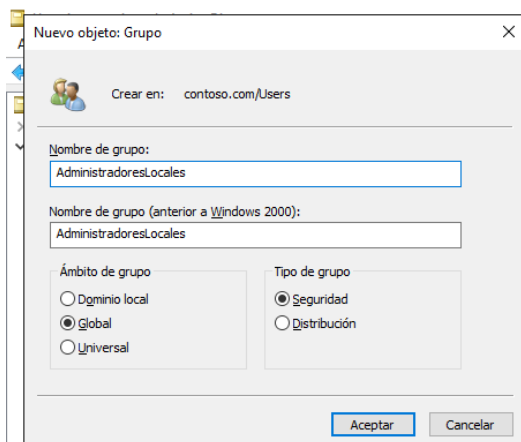 Nuevo objeto: Grupo
Crear en: contoso.com/Users
Nombre de grupo:
AdministradoresLocales
Nombre de grupo (anterior a Windows 2000):
AdministradoresLocales
Ámbito de grupo
Tipo de grupo
Dominio local
Seguridad
Global
Distribución
Universal
Aceptar
Cancelar